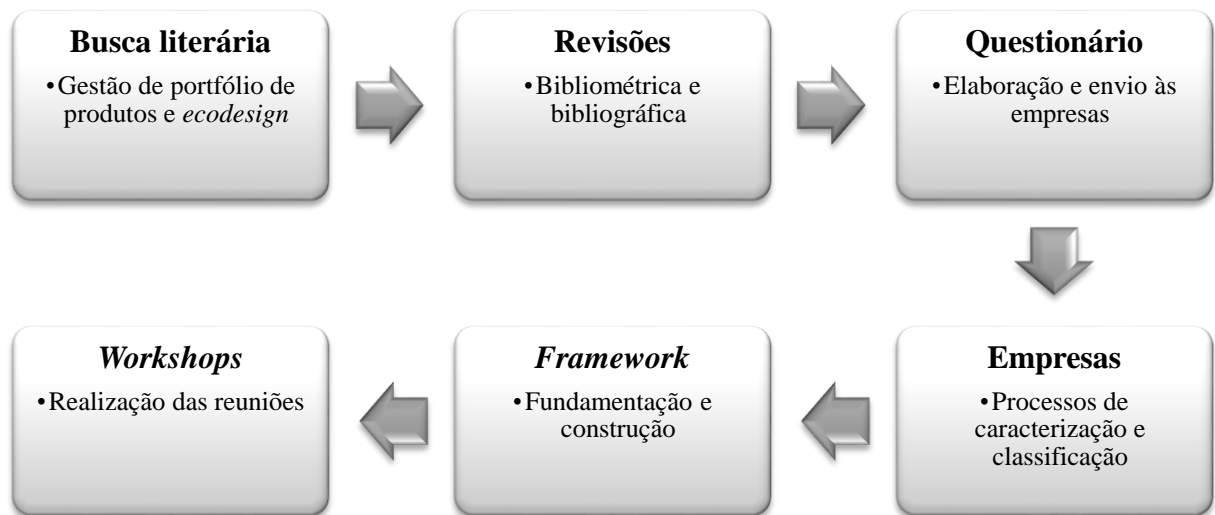 Busca literária
•Gestão de portfólio de
produtos e ecodesign
Revisões
•Bibliométrica e
bibliográfica
Questionário
•Elaboração e envio às
empresas
Empresas
•Processos de
caracterização e
classificação
Framework
•Fundamentação e
construção
Workshops
•Realização das reuniões